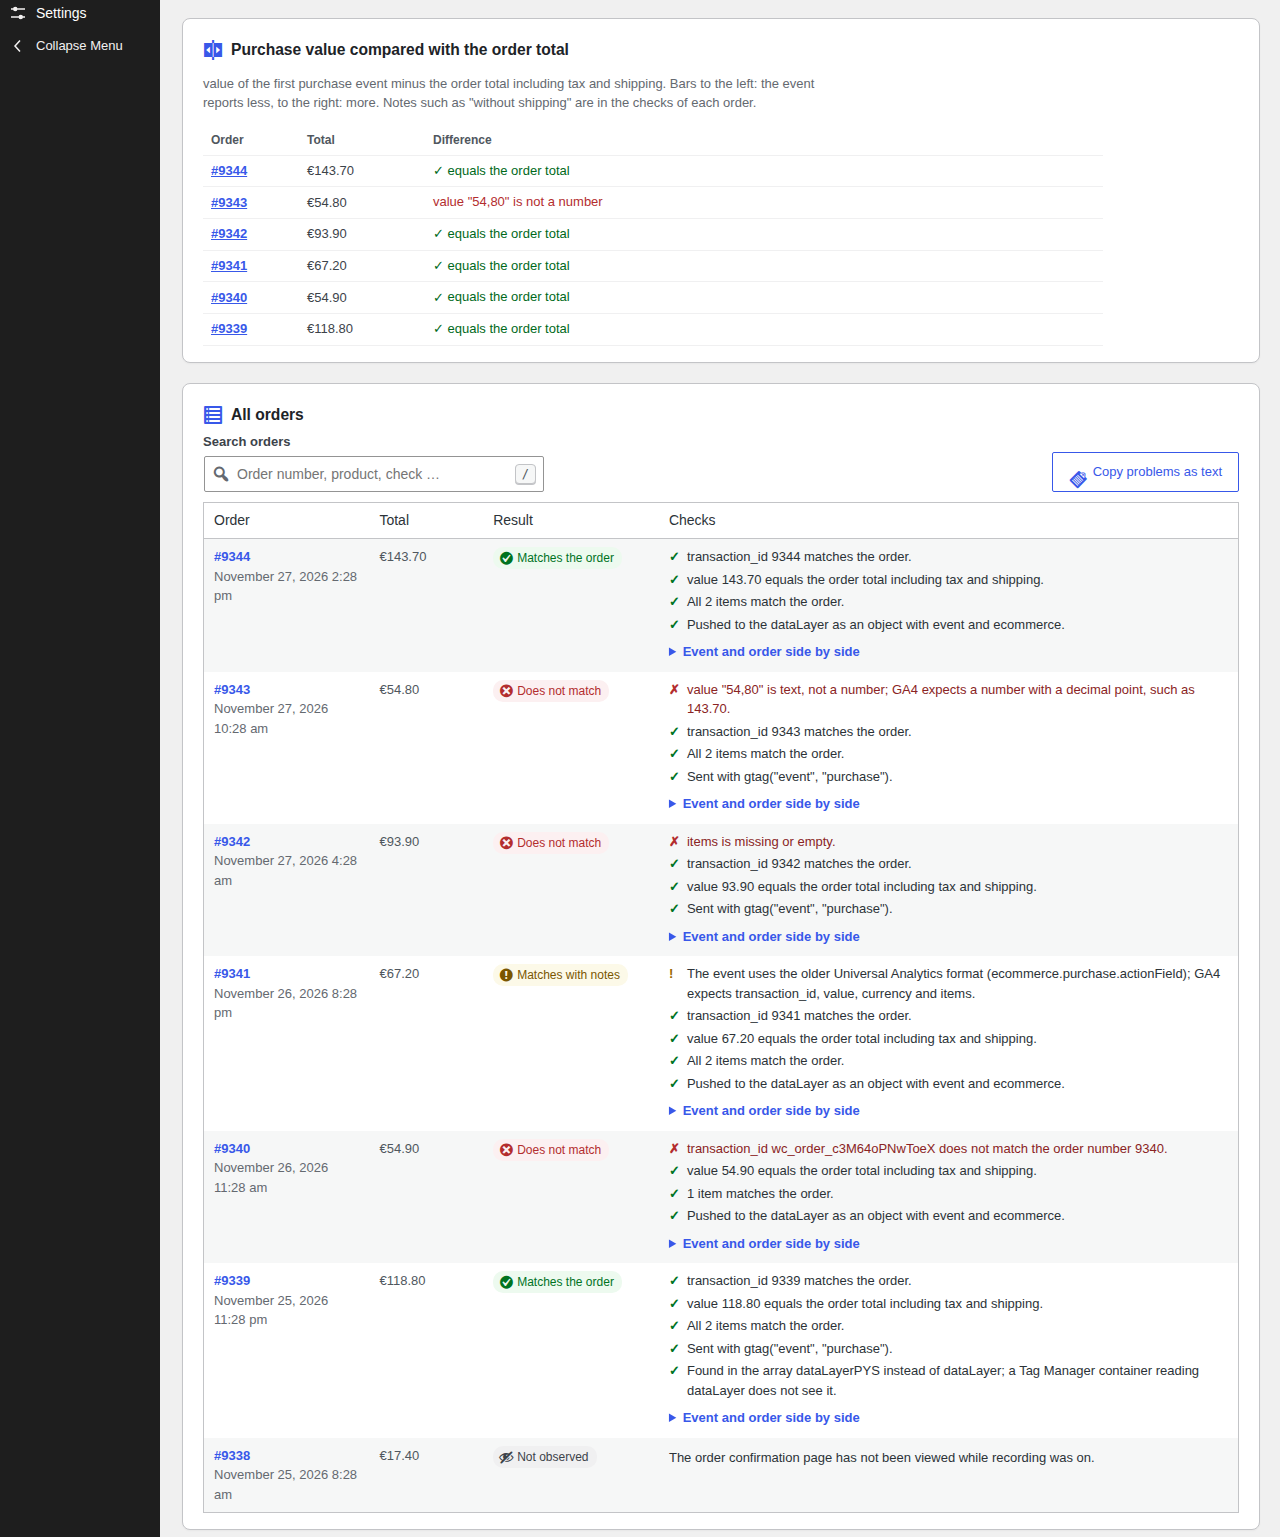 Settings
Collapse Menu
Purchase value compared with the order total
value of the first purchase event minus the order total including tax and shipping. Bars to the left: the event
reports less, to the right: more. Notes such as "without shipping" are in the checks of each order.
Order Total Difference
#9344 €143.70 ✓ equals the order total
#9343 €54.80 value "54,80" is not a number
#9342 €93.90 ✓ equals the order total
#9341 €67.20 ✓ equals the order total
#9340 €54.90 ✓ equals the order total
#9339 €118.80 ✓ equals the order total
All orders
Search orders
Order number, product, check … /
Copy problems as text
Order Total Result Checks
#9344 €143.70 Matches the order ✓ transaction_id 9344 matches the order.
November 27, 2026 2:28 ✓ value 143.70 equals the order total including tax and shipping.
pm ✓ All 2 items match the order.
✓ Pushed to the dataLayer as an object with event and ecommerce.
Event and order side by side
#9343 €54.80 Does not match ✗ value "54,80" is text, not a number; GA4 expects a number with a decimal point, such as
November 27, 2026 143.70.
10:28 am ✓ transaction_id 9343 matches the order.
✓ All 2 items match the order.
✓ Sent with gtag("event", "purchase").
Event and order side by side
#9342 €93.90 Does not match ✗ items is missing or empty.
November 27, 2026 4:28 ✓ transaction_id 9342 matches the order.
am ✓ value 93.90 equals the order total including tax and shipping.
✓ Sent with gtag("event", "purchase").
Event and order side by side
#9341 €67.20 Matches with notes ! The event uses the older Universal Analytics format (ecommerce.purchase.actionField); GA4
November 26, 2026 8:28 expects transaction_id, value, currency and items.
pm ✓ transaction_id 9341 matches the order.
✓ value 67.20 equals the order total including tax and shipping.
✓ All 2 items match the order.
✓ Pushed to the dataLayer as an object with event and ecommerce.
Event and order side by side
#9340 €54.90 Does not match ✗ transaction_id wc_order_c3M64oPNwToeX does not match the order number 9340.
November 26, 2026 ✓ value 54.90 equals the order total including tax and shipping.
11:28 am ✓ 1 item matches the order.
✓ Pushed to the dataLayer as an object with event and ecommerce.
Event and order side by side
#9339 €118.80 Matches the order ✓ transaction_id 9339 matches the order.
November 25, 2026 ✓ value 118.80 equals the order total including tax and shipping.
11:28 pm ✓ All 2 items match the order.
✓ Sent with gtag("event", "purchase").
✓ Found in the array dataLayerPYS instead of dataLayer; a Tag Manager container reading
dataLayer does not see it.
Event and order side by side
#9338 €17.40 Not observed The order confirmation page has not been viewed while recording was on.
November 25, 2026 8:28
am